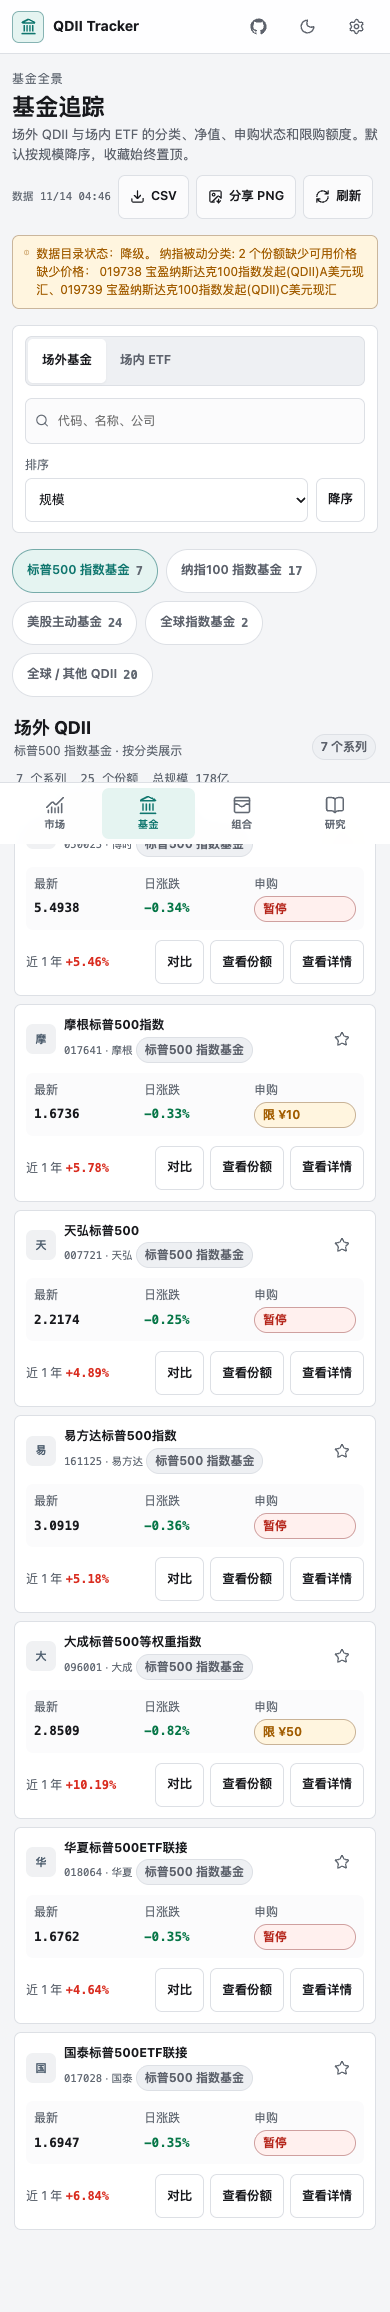 QDII Tracker
基金全景
基金追踪
场外 QDII 与场内 ETF 的分类、净值、申购状态和限购额度。默
认按规模降序，收藏始终置顶。
数据 11/14 04:46
CSV
分享 PNG
刷新
数据目录状态：降级。 纳指被动分类: 2 个份额缺少可用价格
缺少价格： 019738 宝盈纳斯达克100指数发起(QDII)A美元现
汇、019739 宝盈纳斯达克100指数发起(QDII)C美元现汇
场外基金
场内 ETF
代码、名称、公司
排序
规模
降序
标普500 指数基金 7
纳指100 指数基金 17
美股主动基金 24
全球指数基金 2
全球 / 其他 QDII 20
场外 QDII
标普500 指数基金 · 按分类展示
7 个系列
7 个系列 25 个份额 总规模 178亿
市场
基金
组合
研究
050025 · 博时 标普500 指数基金
最新 日涨跌 申购
5.4938 −0.34% 暂停
近 1 年 +5.46% 对比 查看份额 查看详情
摩
摩根标普500指数
017641 · 摩根 标普500 指数基金
最新 日涨跌 申购
1.6736 −0.33% 限 ¥10
近 1 年 +5.78% 对比 查看份额 查看详情
天
天弘标普500
007721 · 天弘 标普500 指数基金
最新 日涨跌 申购
2.2174 −0.25% 暂停
近 1 年 +4.89% 对比 查看份额 查看详情
易
易方达标普500指数
161125 · 易方达 标普500 指数基金
最新 日涨跌 申购
3.0919 −0.36% 暂停
近 1 年 +5.18% 对比 查看份额 查看详情
大
大成标普500等权重指数
096001 · 大成 标普500 指数基金
最新 日涨跌 申购
2.8509 −0.82% 限 ¥50
近 1 年 +10.19% 对比 查看份额 查看详情
华
华夏标普500ETF联接
018064 · 华夏 标普500 指数基金
最新 日涨跌 申购
1.6762 −0.35% 暂停
近 1 年 +4.64% 对比 查看份额 查看详情
国
国泰标普500ETF联接
017028 · 国泰 标普500 指数基金
最新 日涨跌 申购
1.6947 −0.35% 暂停
近 1 年 +6.84% 对比 查看份额 查看详情